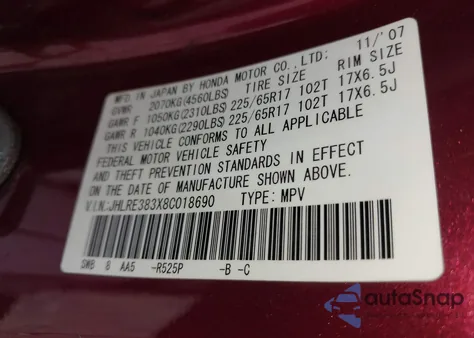 MFD. IN JAPAN BY HONDA MOTOR CO., LTD: 11/'07
GVWR 2070KG(4560LBS) TIRE SIZE RIM SIZE
GAWR F 1050KG(2310LBS) 225/65R17 102T 17X6.5J
GAWR R 1040KG(2290LBS) 225/65R17 102T 17X6.5J
THIS VEHICLE CONFORMS TO ALL APPLICABLE
FEDERAL MOTOR VEHICLE SAFETY
AND THEFT PREVENTION STANDARDS IN EFFECT
ON THE DATE OF MANUFACTURE SHOWN ABOVE.
V.I.N.:JHLRE383X8C018690 TYPE: MPV
SWB 8 AA5 -R525P -B -C
autoSnap